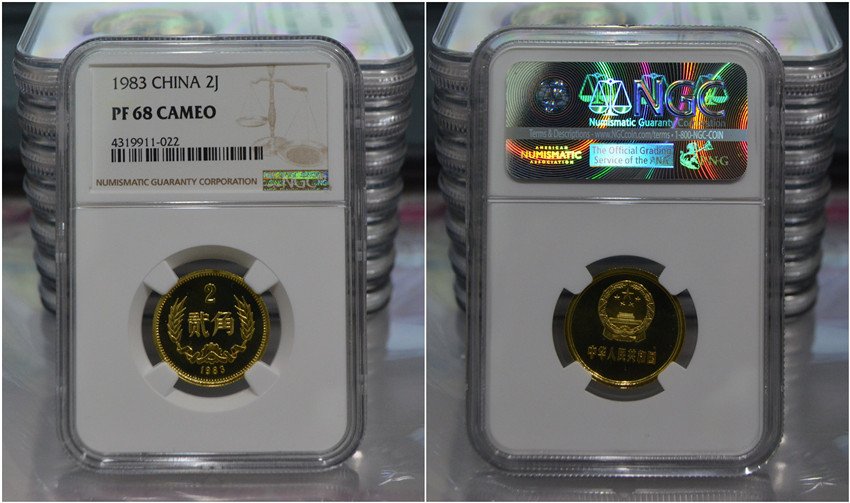 1983 CHINA 2J
PF 68 CAMEO
4319911-022
NUMISMATIC GUARANTY CORPORATION
NGC
2
贰角
1983
NGC
Numismatic Guaranty Corporation
Terms & Descriptions - www.NGCcoins.com/terms • 1-800-NGC-COIN
AMERICAN
NUMISMATIC
ASSOCIATION
The Official Grading
Service of the ANA
PNG
中华人民共和国